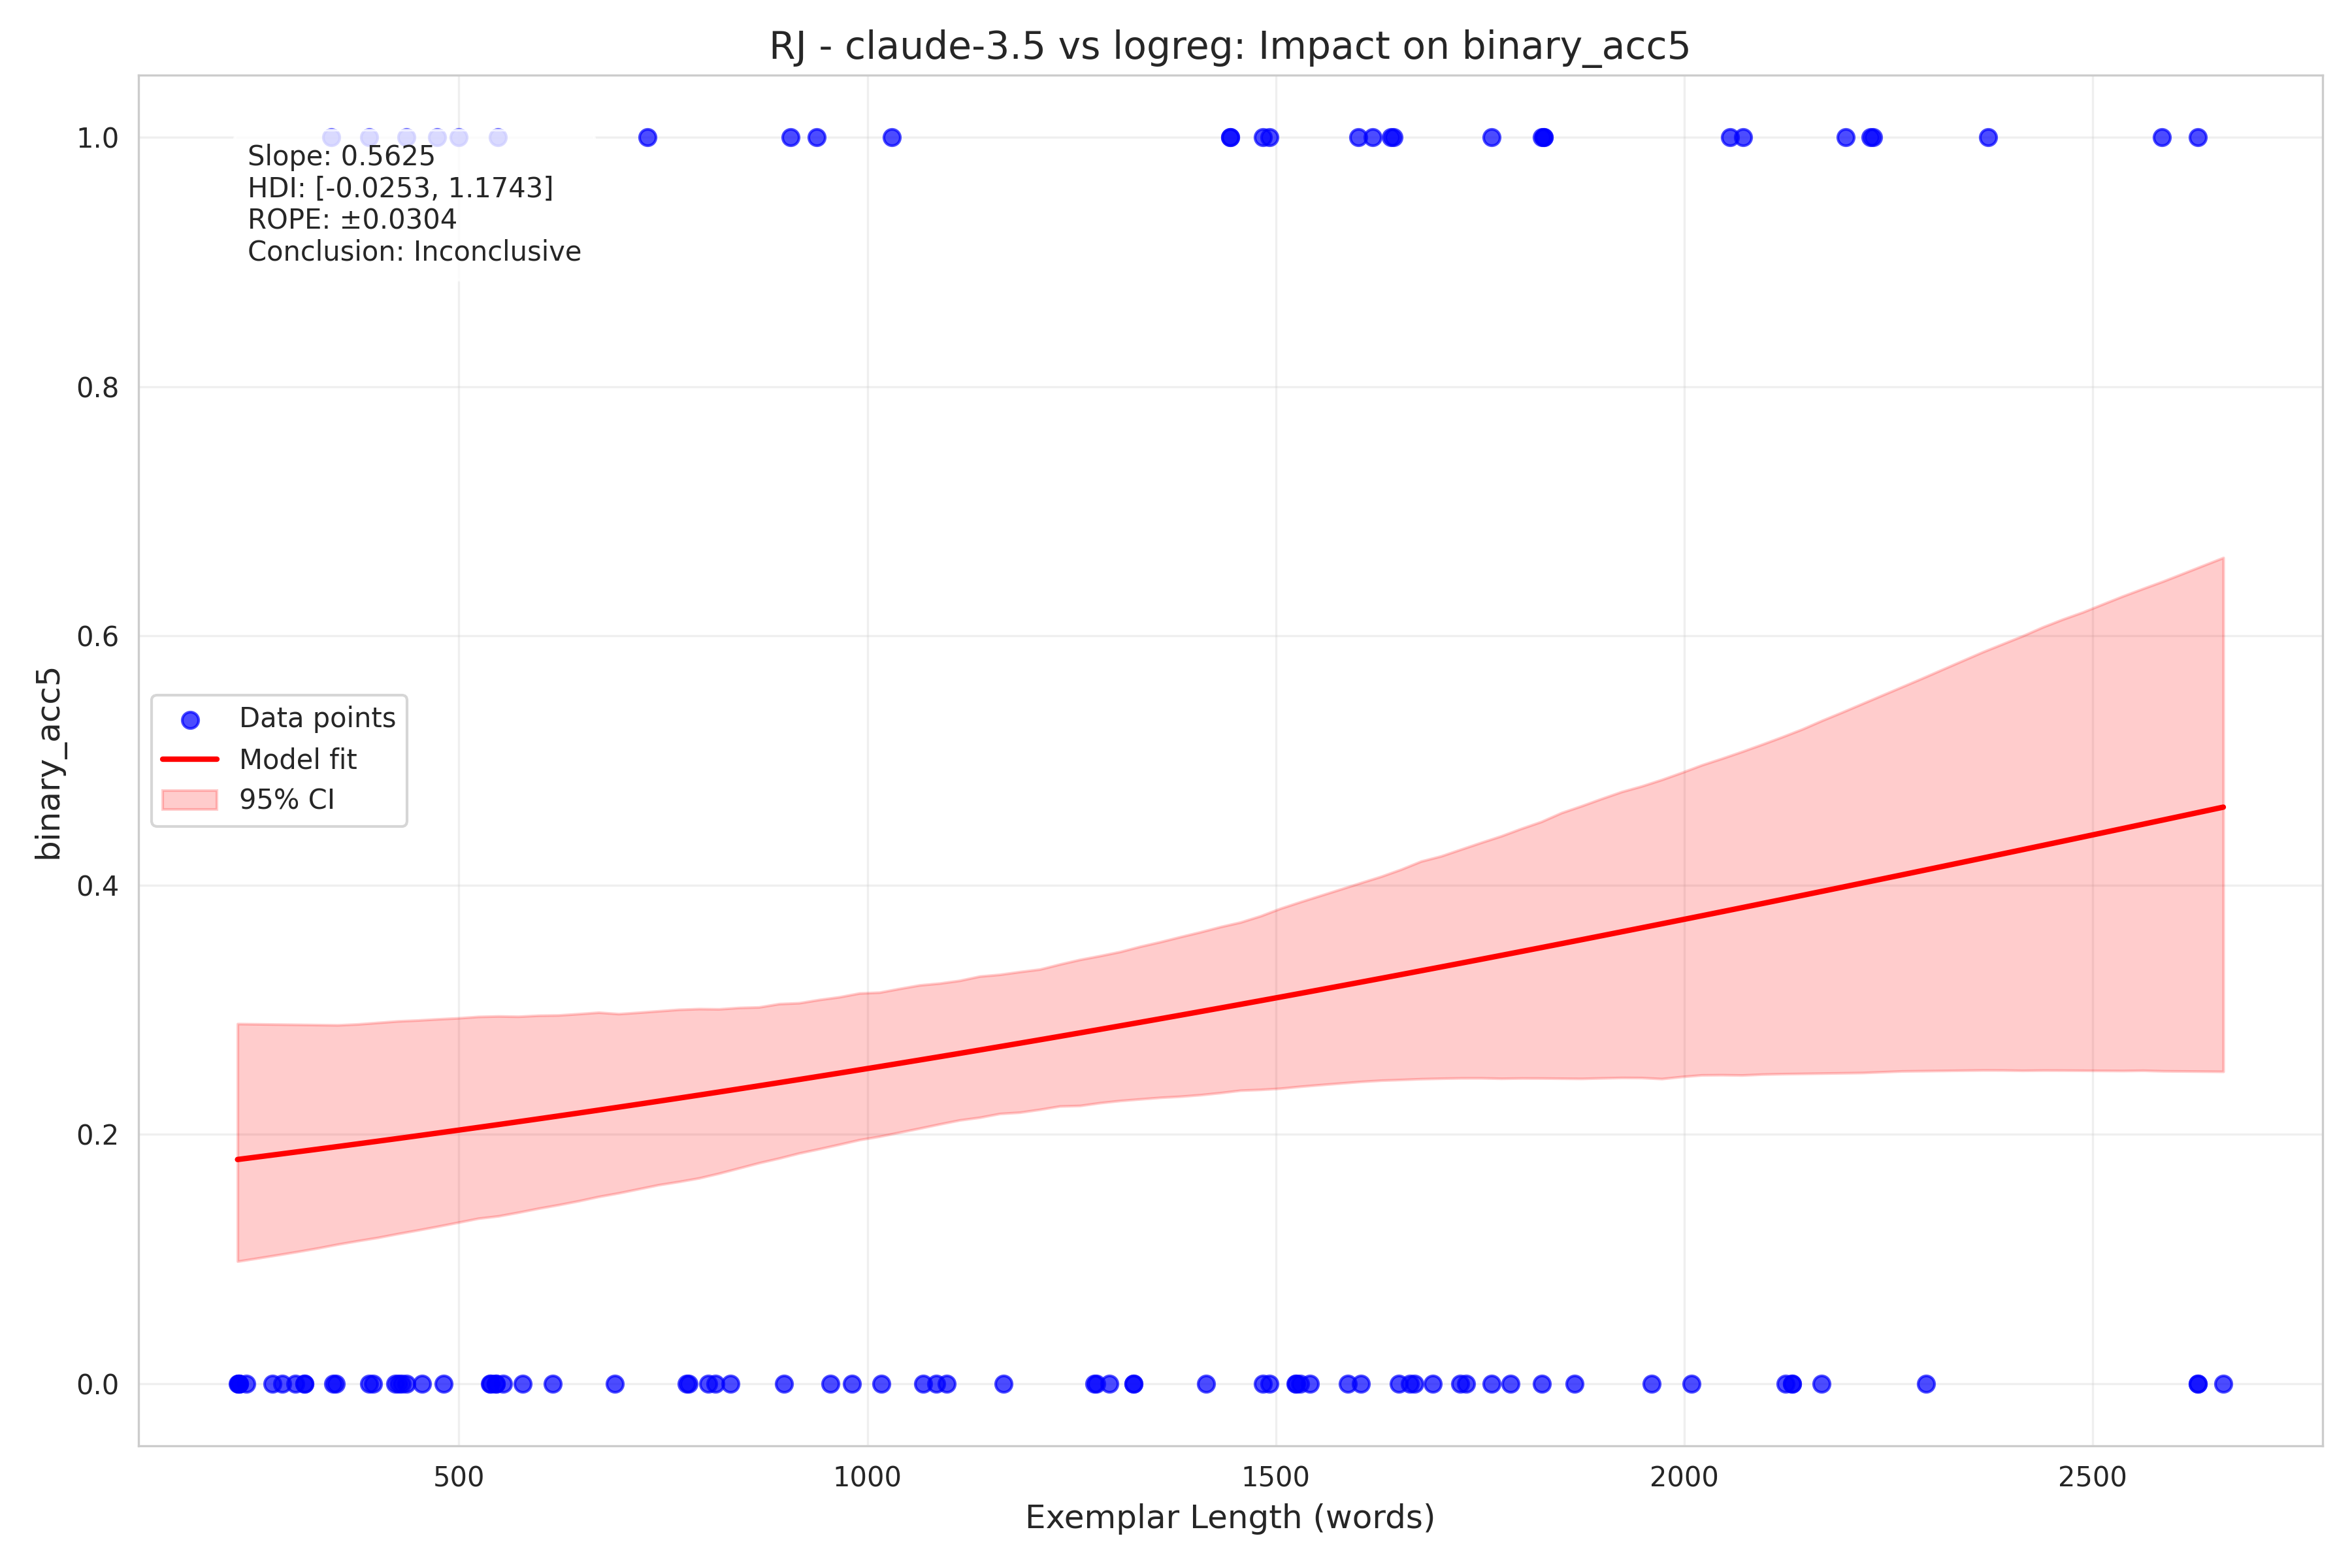 RJ - claude-3.5 vs logreg: Impact on binary_acc5
1.0
0.8
0.6
0.4
0.2
0.0
binary_acc5
Slope: 0.5625
HDI: [-0.0253, 1.1743]
ROPE: ±0.0304
Conclusion: Inconclusive
Data points
Model fit
95% CI
500
1000
1500
2000
2500
Exemplar Length (words)